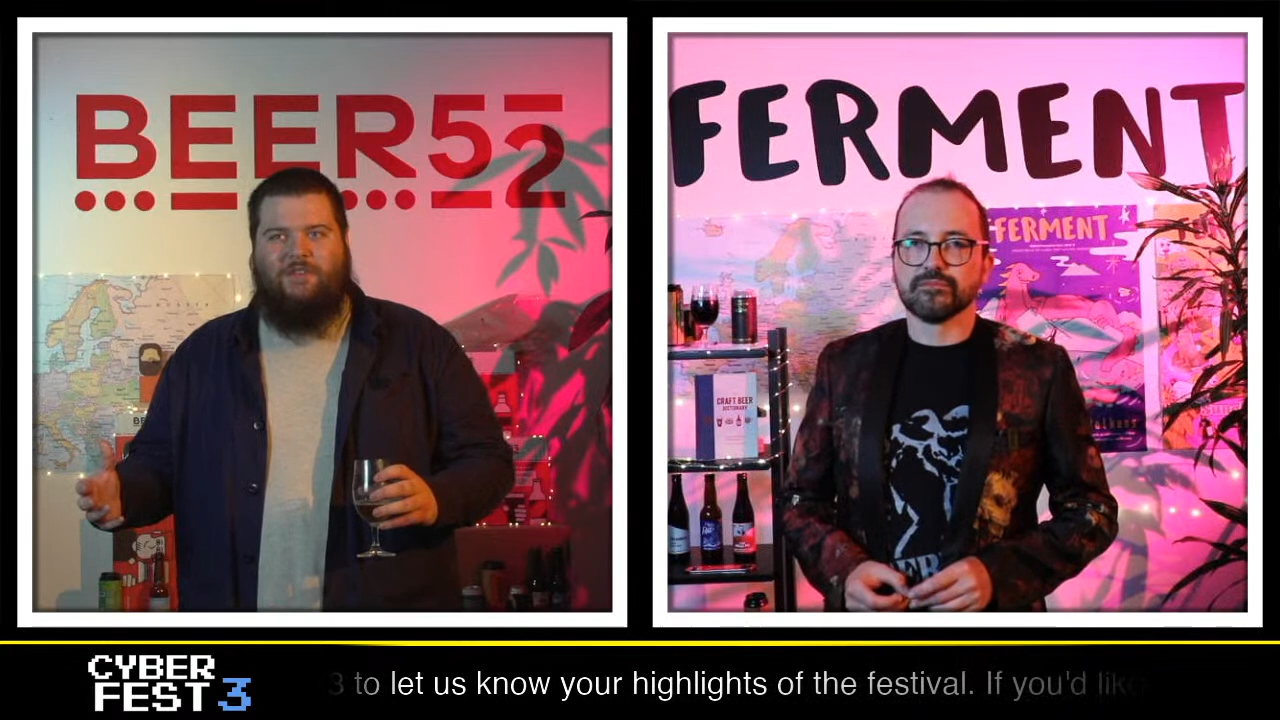 BEER52
FERMENT
FERMENT
CRAFT BEER
DICTIONARY
CYBER
FEST 3
3 to let us know your highlights of the festival. If you'd like